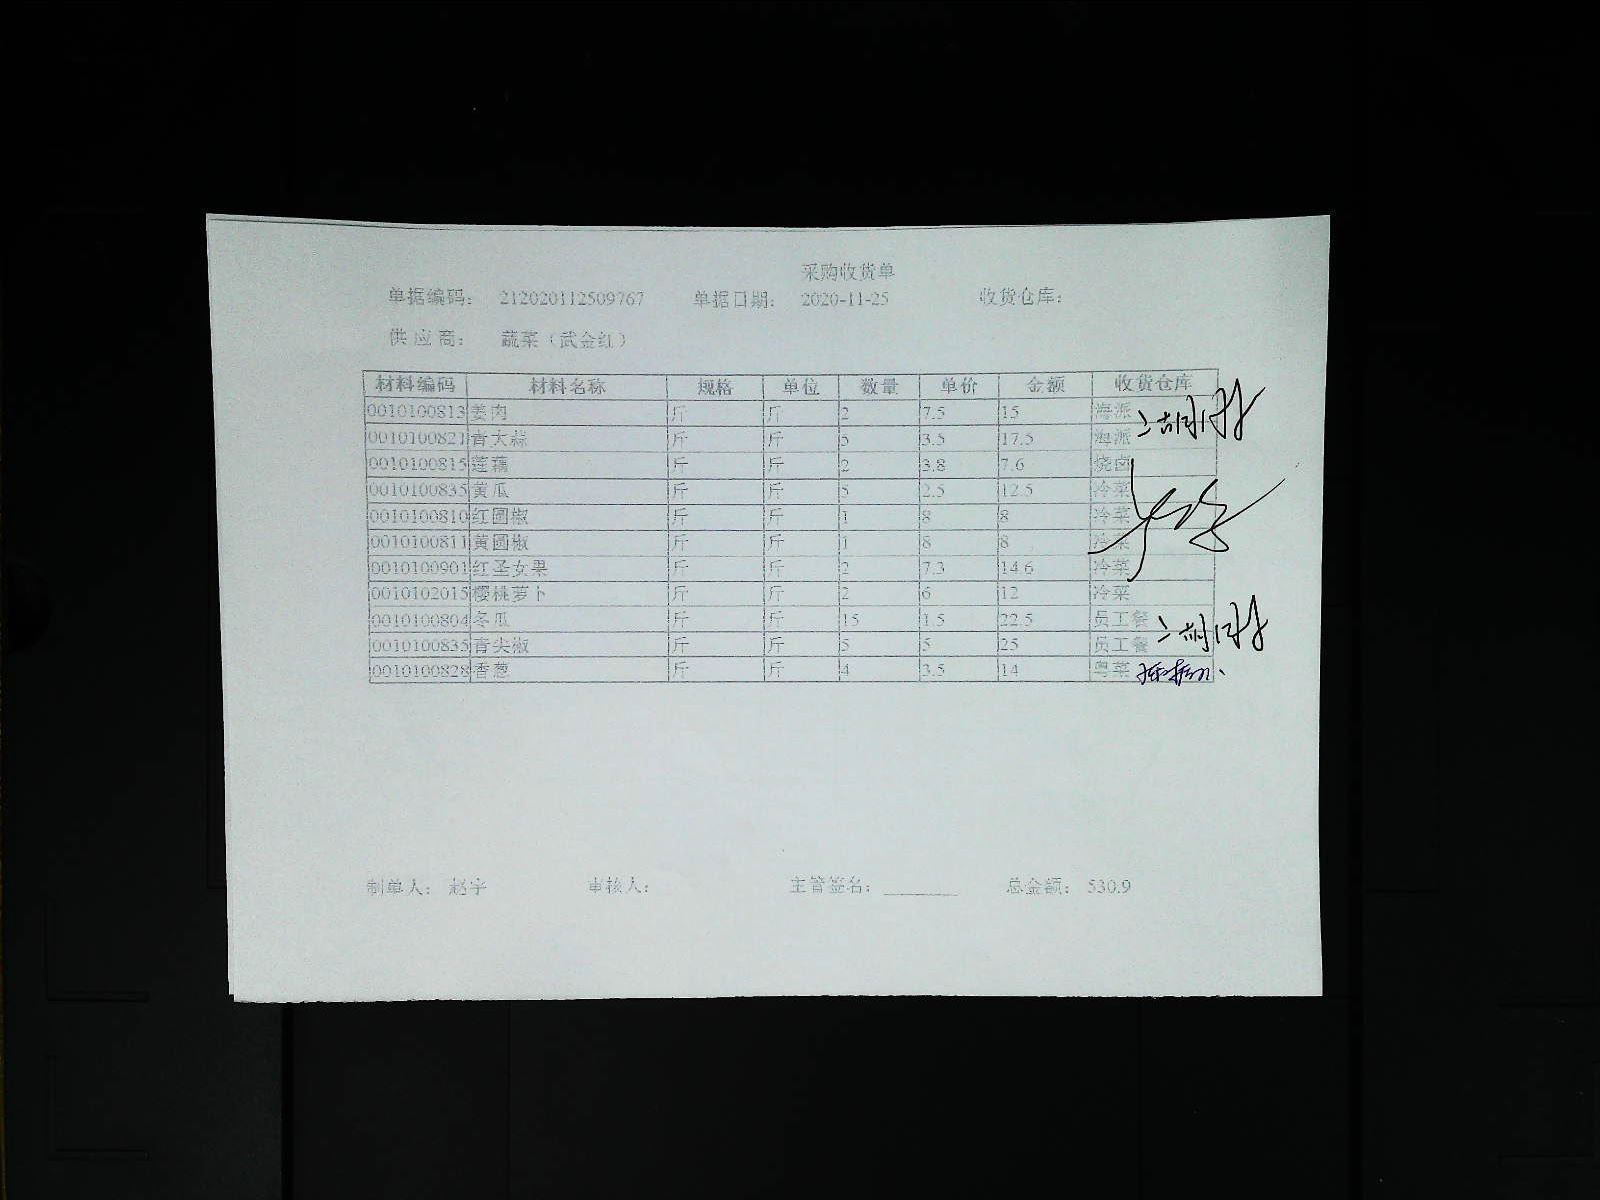 采购收货单
单据编码： 212020112509767 单据日期： 2020-11-25 收货仓库：
供应商： 蔬菜（武金红）
材料编码 材料名称 规格 单位 数量 单价 金额 收货仓库
0010100813 姜肉 斤 斤 2 7.5 15 海派
0010100821 青大蒜 斤 斤 5 3.5 17.5 海派
0010100815 莲藕 斤 斤 2 3.8 7.6 烧卤
0010100835 黄瓜 斤 斤 5 2.5 12.5 冷菜
0010100810 红圆椒 斤 斤 1 8 8 冷菜
0010100811 黄圆椒 斤 斤 1 8 8 冷菜
0010100901 红圣女果 斤 斤 2 7.3 14.6 冷菜
0010102015 樱桃萝卜 斤 斤 2 6 12 冷菜
0010100804 冬瓜 斤 斤 15 1.5 22.5 员工餐
0010100835 青尖椒 斤 斤 5 5 25 员工餐
0010100828 香葱 斤 斤 4 3.5 14 粤菜
制单人： 赵宇 审核人： 主管签名： 总金额： 530.9